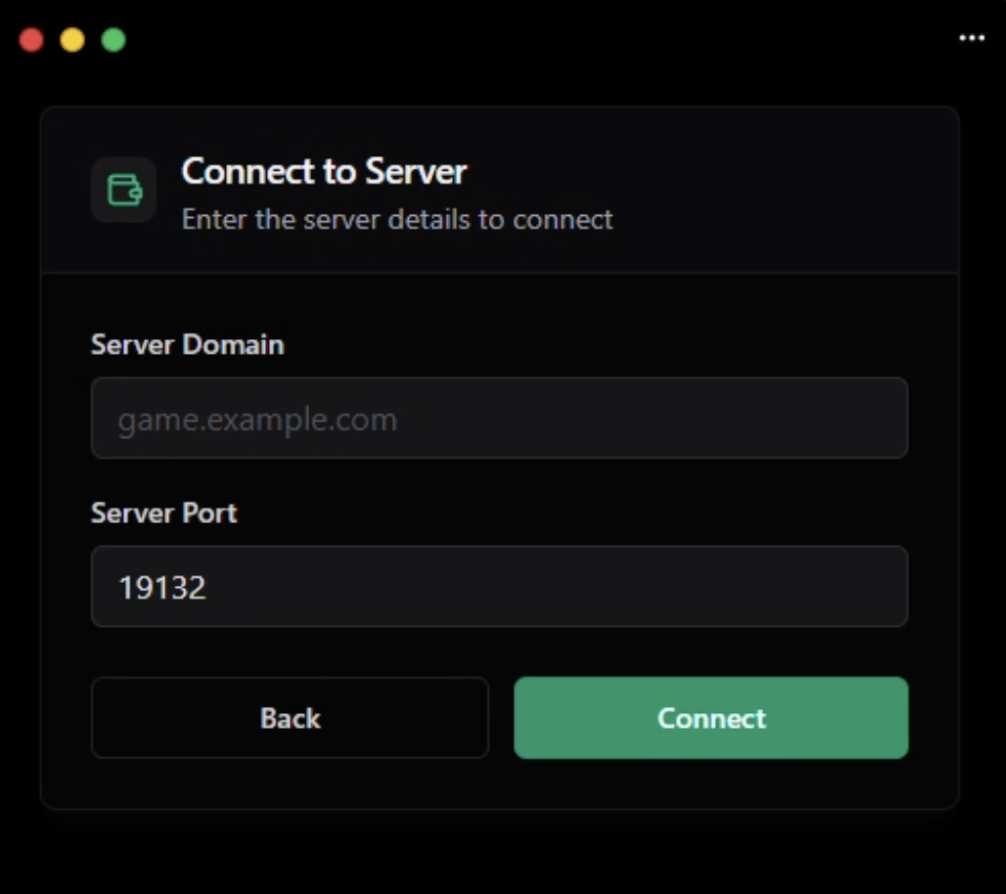 Connect to Server
Enter the server details to connect
Server Domain
game.example.com
Server Port
19132
Back
Connect